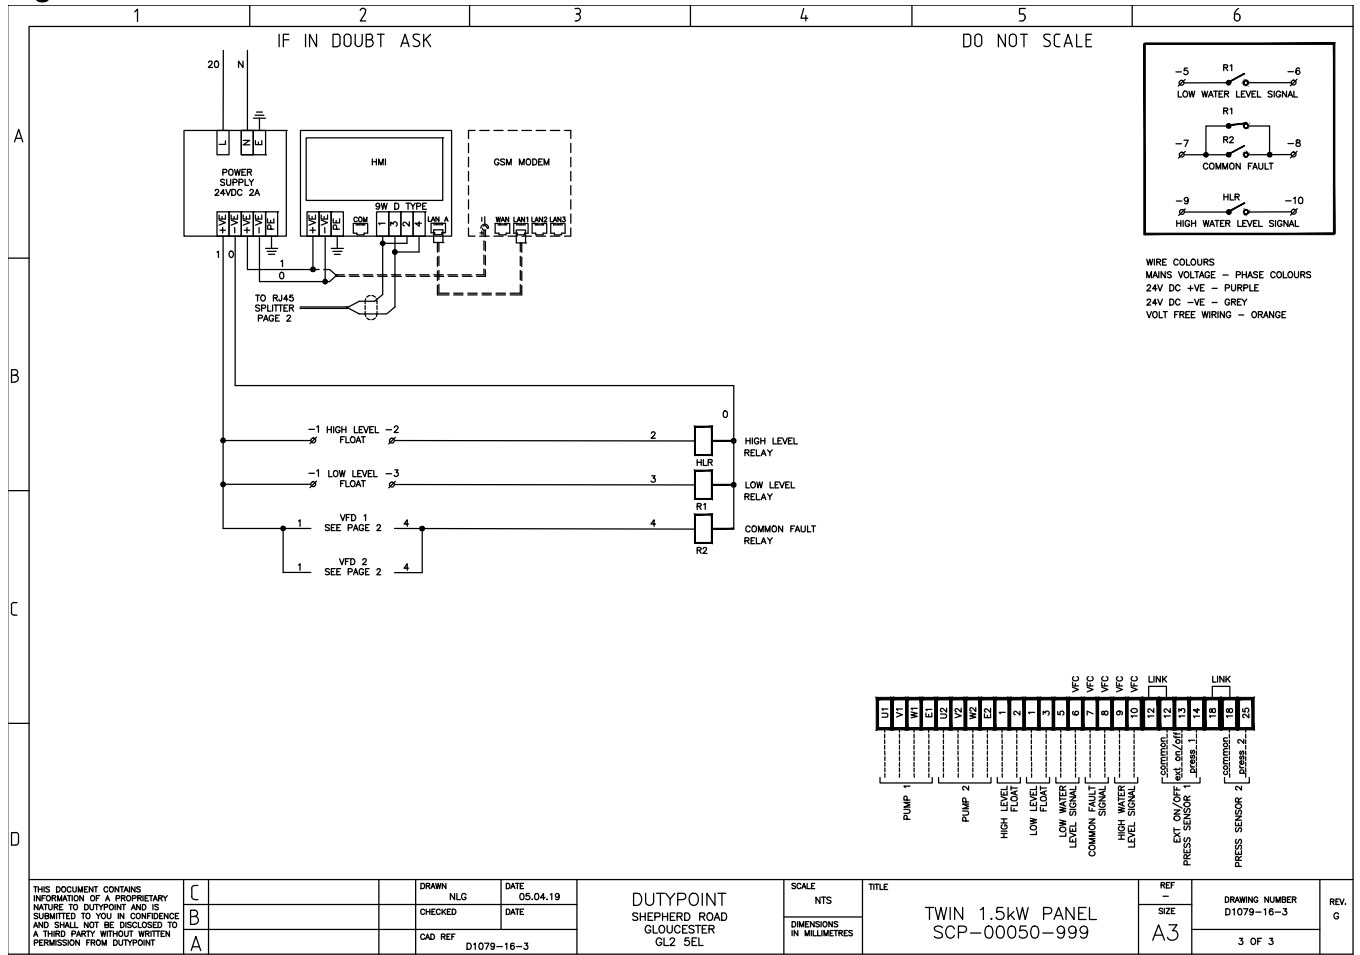 1 2 3 4 5 6
IF IN DOUBT ASK
DO NOT SCALE
A
B
C
D
20 N
L N E
POWER
SUPPLY
24VDC 2A
+VE -VE +VE -VE PE
1 0
HMI
9W D TYPE
+VE -VE PE
COM
1 3 2 4
LAN A
GSM MODEM
WAN LAN1 LAN2 LAN3
1
0
TO RJ45
SPLITTER
PAGE 2
R1
-5 -6
LOW WATER LEVEL SIGNAL
R1
R2
-7 -8
COMMON FAULT
HLR
-9 -10
HIGH WATER LEVEL SIGNAL
WIRE COLOURS
MAINS VOLTAGE - PHASE COLOURS
24V DC +VE - PURPLE
24V DC -VE - GREY
VOLT FREE WIRING - ORANGE
0
-1 HIGH LEVEL -2
FLOAT
2
HLR
HIGH LEVEL
RELAY
-1 LOW LEVEL -3
FLOAT
3
R1
LOW LEVEL
RELAY
1 VFD 1 4
SEE PAGE 2
4
R2
COMMON FAULT
RELAY
1 VFD 2 4
SEE PAGE 2
VFC VFC VFC VFC VFC LINK LINK
U1 V1 W1 E1 U2 V2 W2 E2 1 2 1 3 5 6 7 8 9 10 12 12 13 14 18 18 25
common
ext on/off
press 1
common
press 2
PUMP 1
PUMP 2
HIGH LEVEL
FLOAT
LOW LEVEL
FLOAT
LOW WATER
LEVEL SIGNAL
COMMON FAULT
SIGNAL
HIGH WATER
LEVEL SIGNAL
EXT ON/OFF
PRESS SENSOR 1
PRESS SENSOR 2
THIS DOCUMENT CONTAINS
INFORMATION OF A PROPRIETARY
NATURE TO DUTYPOINT AND IS
SUBMITTED TO YOU IN CONFIDENCE
AND SHALL NOT BE DISCLOSED TO
A THIRD PARTY WITHOUT WRITTEN
PERMISSION FROM DUTYPOINT
C
B
A
DRAWN
NLG
DATE
05.04.19
CHECKED
DATE
CAD REF
D1079-16-3
DUTYPOINT
SHEPHERD ROAD
GLOUCESTER
GL2 5EL
SCALE
NTS
DIMENSIONS
IN MILLIMETRES
TITLE
TWIN 1.5kW PANEL
SCP-00050-999
REF
-
SIZE
A3
DRAWING NUMBER
D1079-16-3
3 OF 3
REV.
G